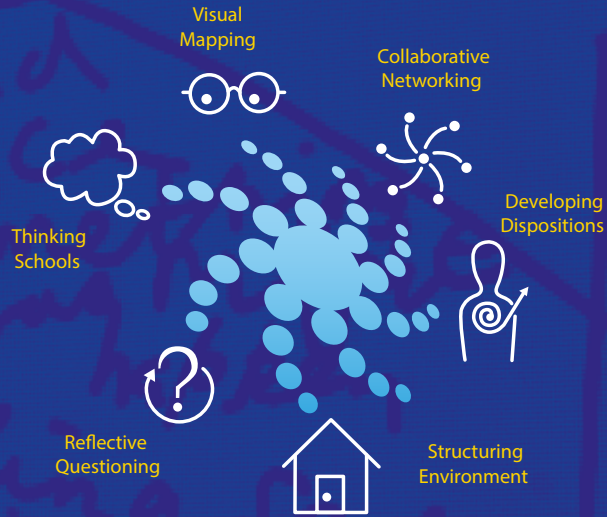 Visual
Mapping
Collaborative
Networking
Developing
Dispositions
Thinking
Schools
Reflective
Questioning
Structuring
Environment